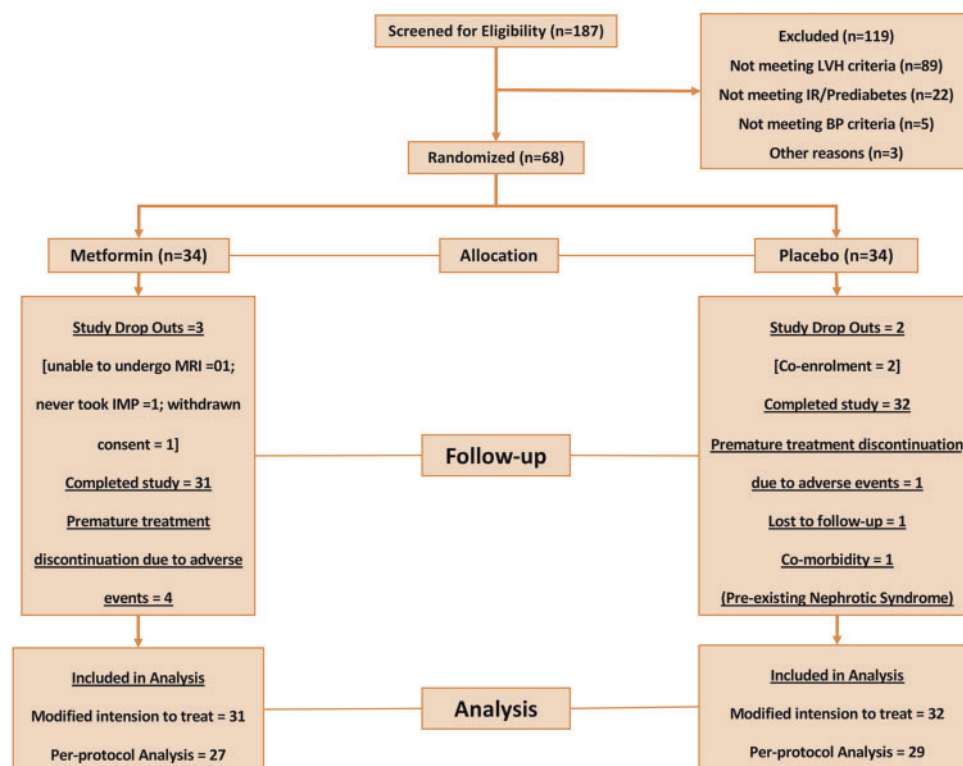 Screened for Eligibility (n=187)
Excluded (n=119)
Not meeting LVH criteria (n=89)
Not meeting IR/Prediabetes (n=22)
Not meeting BP criteria (n=5)
Other reasons (n=3)
Randomized (n=68)
Metformin (n=34)
Allocation
Placebo (n=34)
Study Drop Outs =3
[unable to undergo MRI =01;
never took IMP =1; withdrawn
consent = 1]
Completed study = 31
Premature treatment
discontinuation due to adverse
events = 4
Follow-up
Study Drop Outs = 2
[Co-enrolment = 2]
Completed study = 32
Premature treatment discontinuation
due to adverse events = 1
Lost to follow-up = 1
Co-morbidity = 1
(Pre-existing Nephrotic Syndrome)
Included in Analysis
Modified intension to treat = 31
Per-protocol Analysis = 27
Analysis
Included in Analysis
Modified intension to treat = 32
Per-protocol Analysis = 29